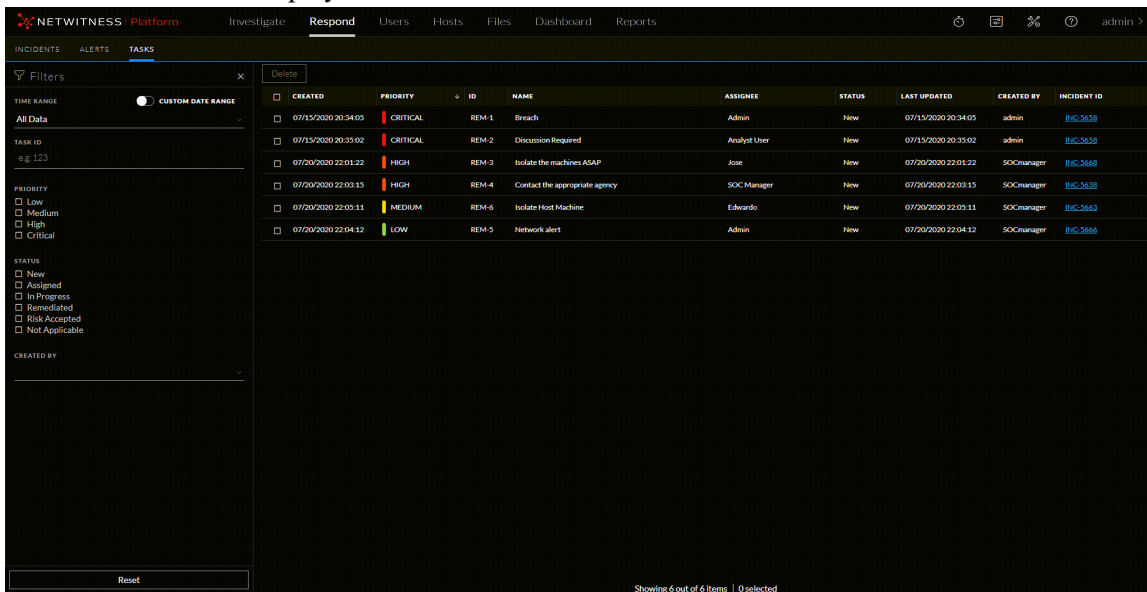 NETWITNESS Platform Investigate Respond Users Hosts Files Dashboard Reports admin >
INCIDENTS ALERTS TASKS
Filters
Delete
TIME RANGE CUSTOM DATE RANGE
All Data
TASK ID
e.g. 123
PRIORITY
Low
Medium
High
Critical
STATUS
New
Assigned
In Progress
Remediated
Risk Accepted
Not Applicable
CREATED BY
Reset
CREATED PRIORITY ID NAME ASSIGNEE STATUS LAST UPDATED CREATED BY INCIDENT ID
07/15/2020 20:34:05 CRITICAL REM-1 Breach Admin New 07/15/2020 20:34:05 admin INC-5658
07/15/2020 20:35:02 CRITICAL REM-2 Discussion Required Analyst User New 07/15/2020 20:35:02 admin INC-5658
07/20/2020 22:01:22 HIGH REM-3 Isolate the machines ASAP Jose New 07/20/2020 22:01:22 SOCmanager INC-5668
07/20/2020 22:03:15 HIGH REM-4 Contact the appropriate agency SOC Manager New 07/20/2020 22:03:15 SOCmanager INC-5638
07/20/2020 22:05:11 MEDIUM REM-6 Isolate Host Machine Edwardo New 07/20/2020 22:05:11 SOCmanager INC-5663
07/20/2020 22:04:12 LOW REM-5 Network alert Admin New 07/20/2020 22:04:12 SOCmanager INC-5666
Showing 6 out of 6 items | 0 selected